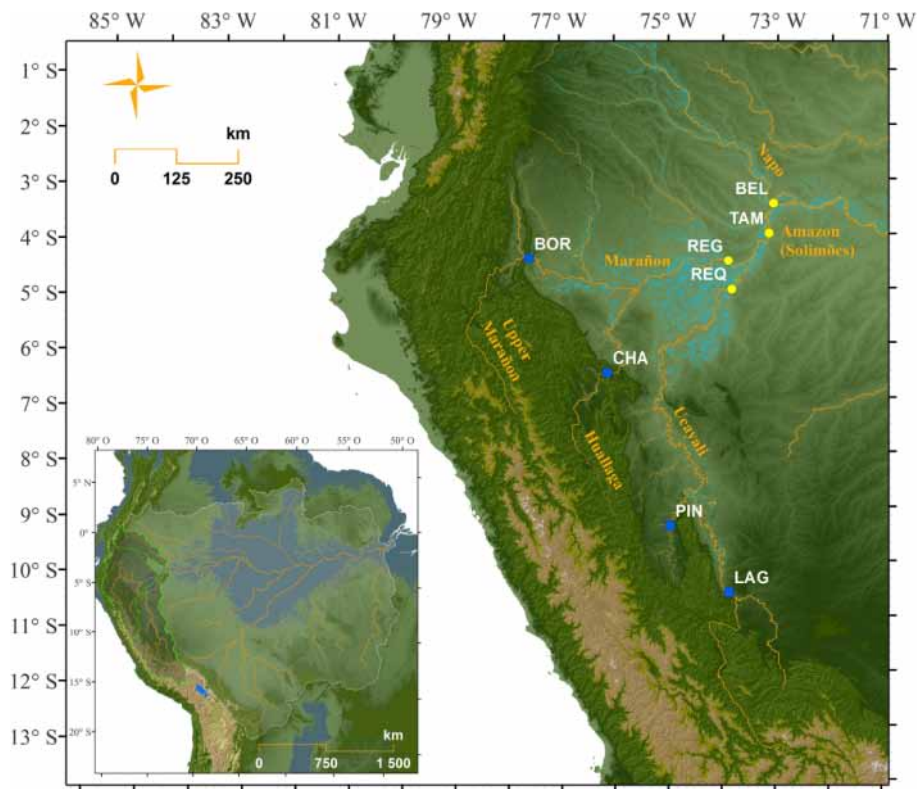 85° W 83° W 81° W 79° W 77° W 75° W 73° W 71° W
1° S
2° S
3° S
4° S
5° S
6° S
7° S
8° S
9° S
10° S
11° S
12° S
13° S
km
0 125 250
Napo
BEL
TAM
Amazon
(Solimões)
REG
REQ
Marañon
BOR
Upper
Marañon
CHA
Huallaga
Ucayali
PIN
LAG
80° W 75° W 70° W 65° W 60° W 55° W 50° W
5° N
0°
5° S
10° S
15° S
20° S
km
0 750 1 500